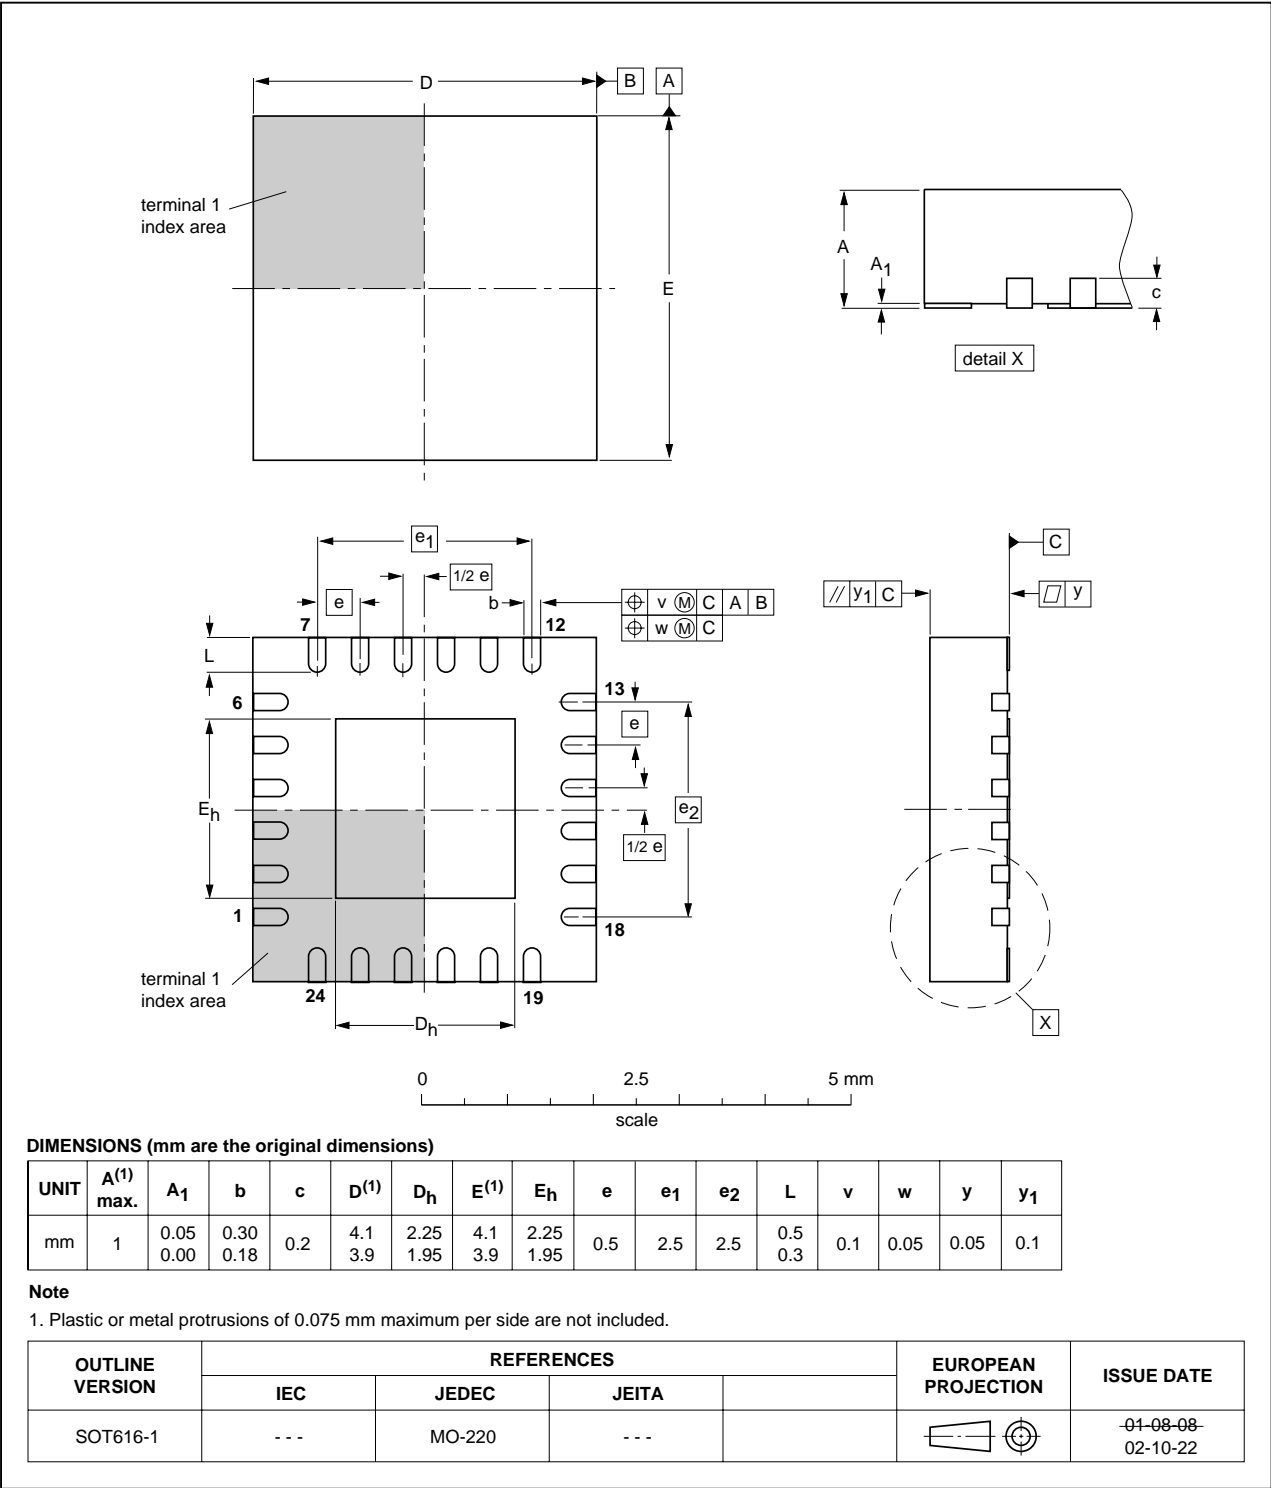 D
B
A
terminal 1
index area
E
A
A1
c
detail X
e1
C
1/2 e
e
b
v M C A B
w M C
// y1 C
y
7
12
L
6
13
e
Eh
e2
1/2 e
1
18
terminal 1
index area
24
19
Dh
X
0 2.5 5 mm
scale
DIMENSIONS (mm are the original dimensions)
UNIT A(1) max. A1 b c D(1) Dh E(1) Eh e e1 e2 L v w y y1
mm 1 0.05 0.00 0.30 0.18 0.2 4.1 3.9 2.25 1.95 4.1 3.9 2.25 1.95 0.5 2.5 2.5 0.5 0.3 0.1 0.05 0.05 0.1
Note
1. Plastic or metal protrusions of 0.075 mm maximum per side are not included.
OUTLINE VERSION REFERENCES EUROPEAN PROJECTION ISSUE DATE
IEC JEDEC JEITA
SOT616-1 - - - MO-220 - - - 01-08-08
02-10-22